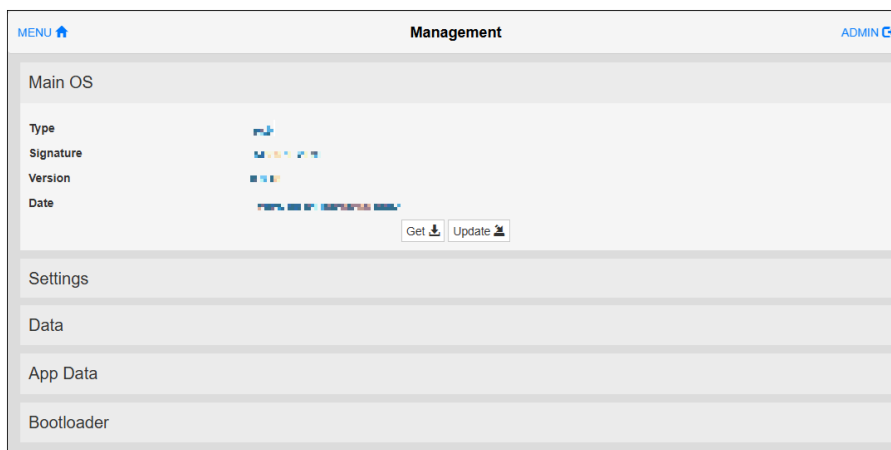 MENU Management ADMIN
Main OS
Type
Signature
Version
Date
Get Update
Settings
Data
App Data
Bootloader